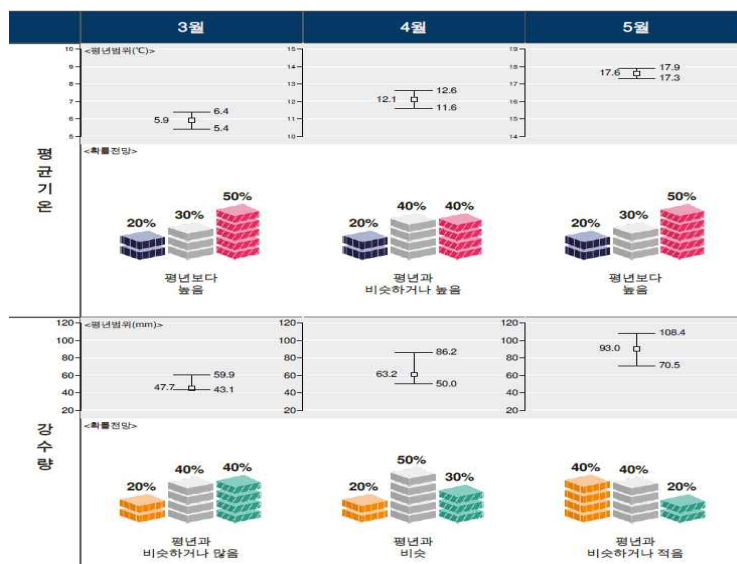 3월 4월 5월
평균기온
<평년범위(℃)>
10 9 8 7 6 5
6.4
5.9
5.4
15 14 13 12 11 10
12.6
12.1
11.6
19 18 17 16 15 14
17.9
17.6
17.3
<확률전망>
20% 30% 50%
평년보다
높음
20% 40% 40%
평년과
비슷하거나 높음
20% 30% 50%
평년보다
높음
강수량
<평년범위(mm)>
120 100 80 60 40 20
59.9
47.7
43.1
120 100 80 60 40 20
86.2
63.2
50.0
120 100 80 60 40 20
108.4
93.0
70.5
<확률전망>
20% 40% 40%
평년과
비슷하거나 많음
20% 50% 30%
평년과
비슷
40% 40% 20%
평년과
비슷하거나 적음